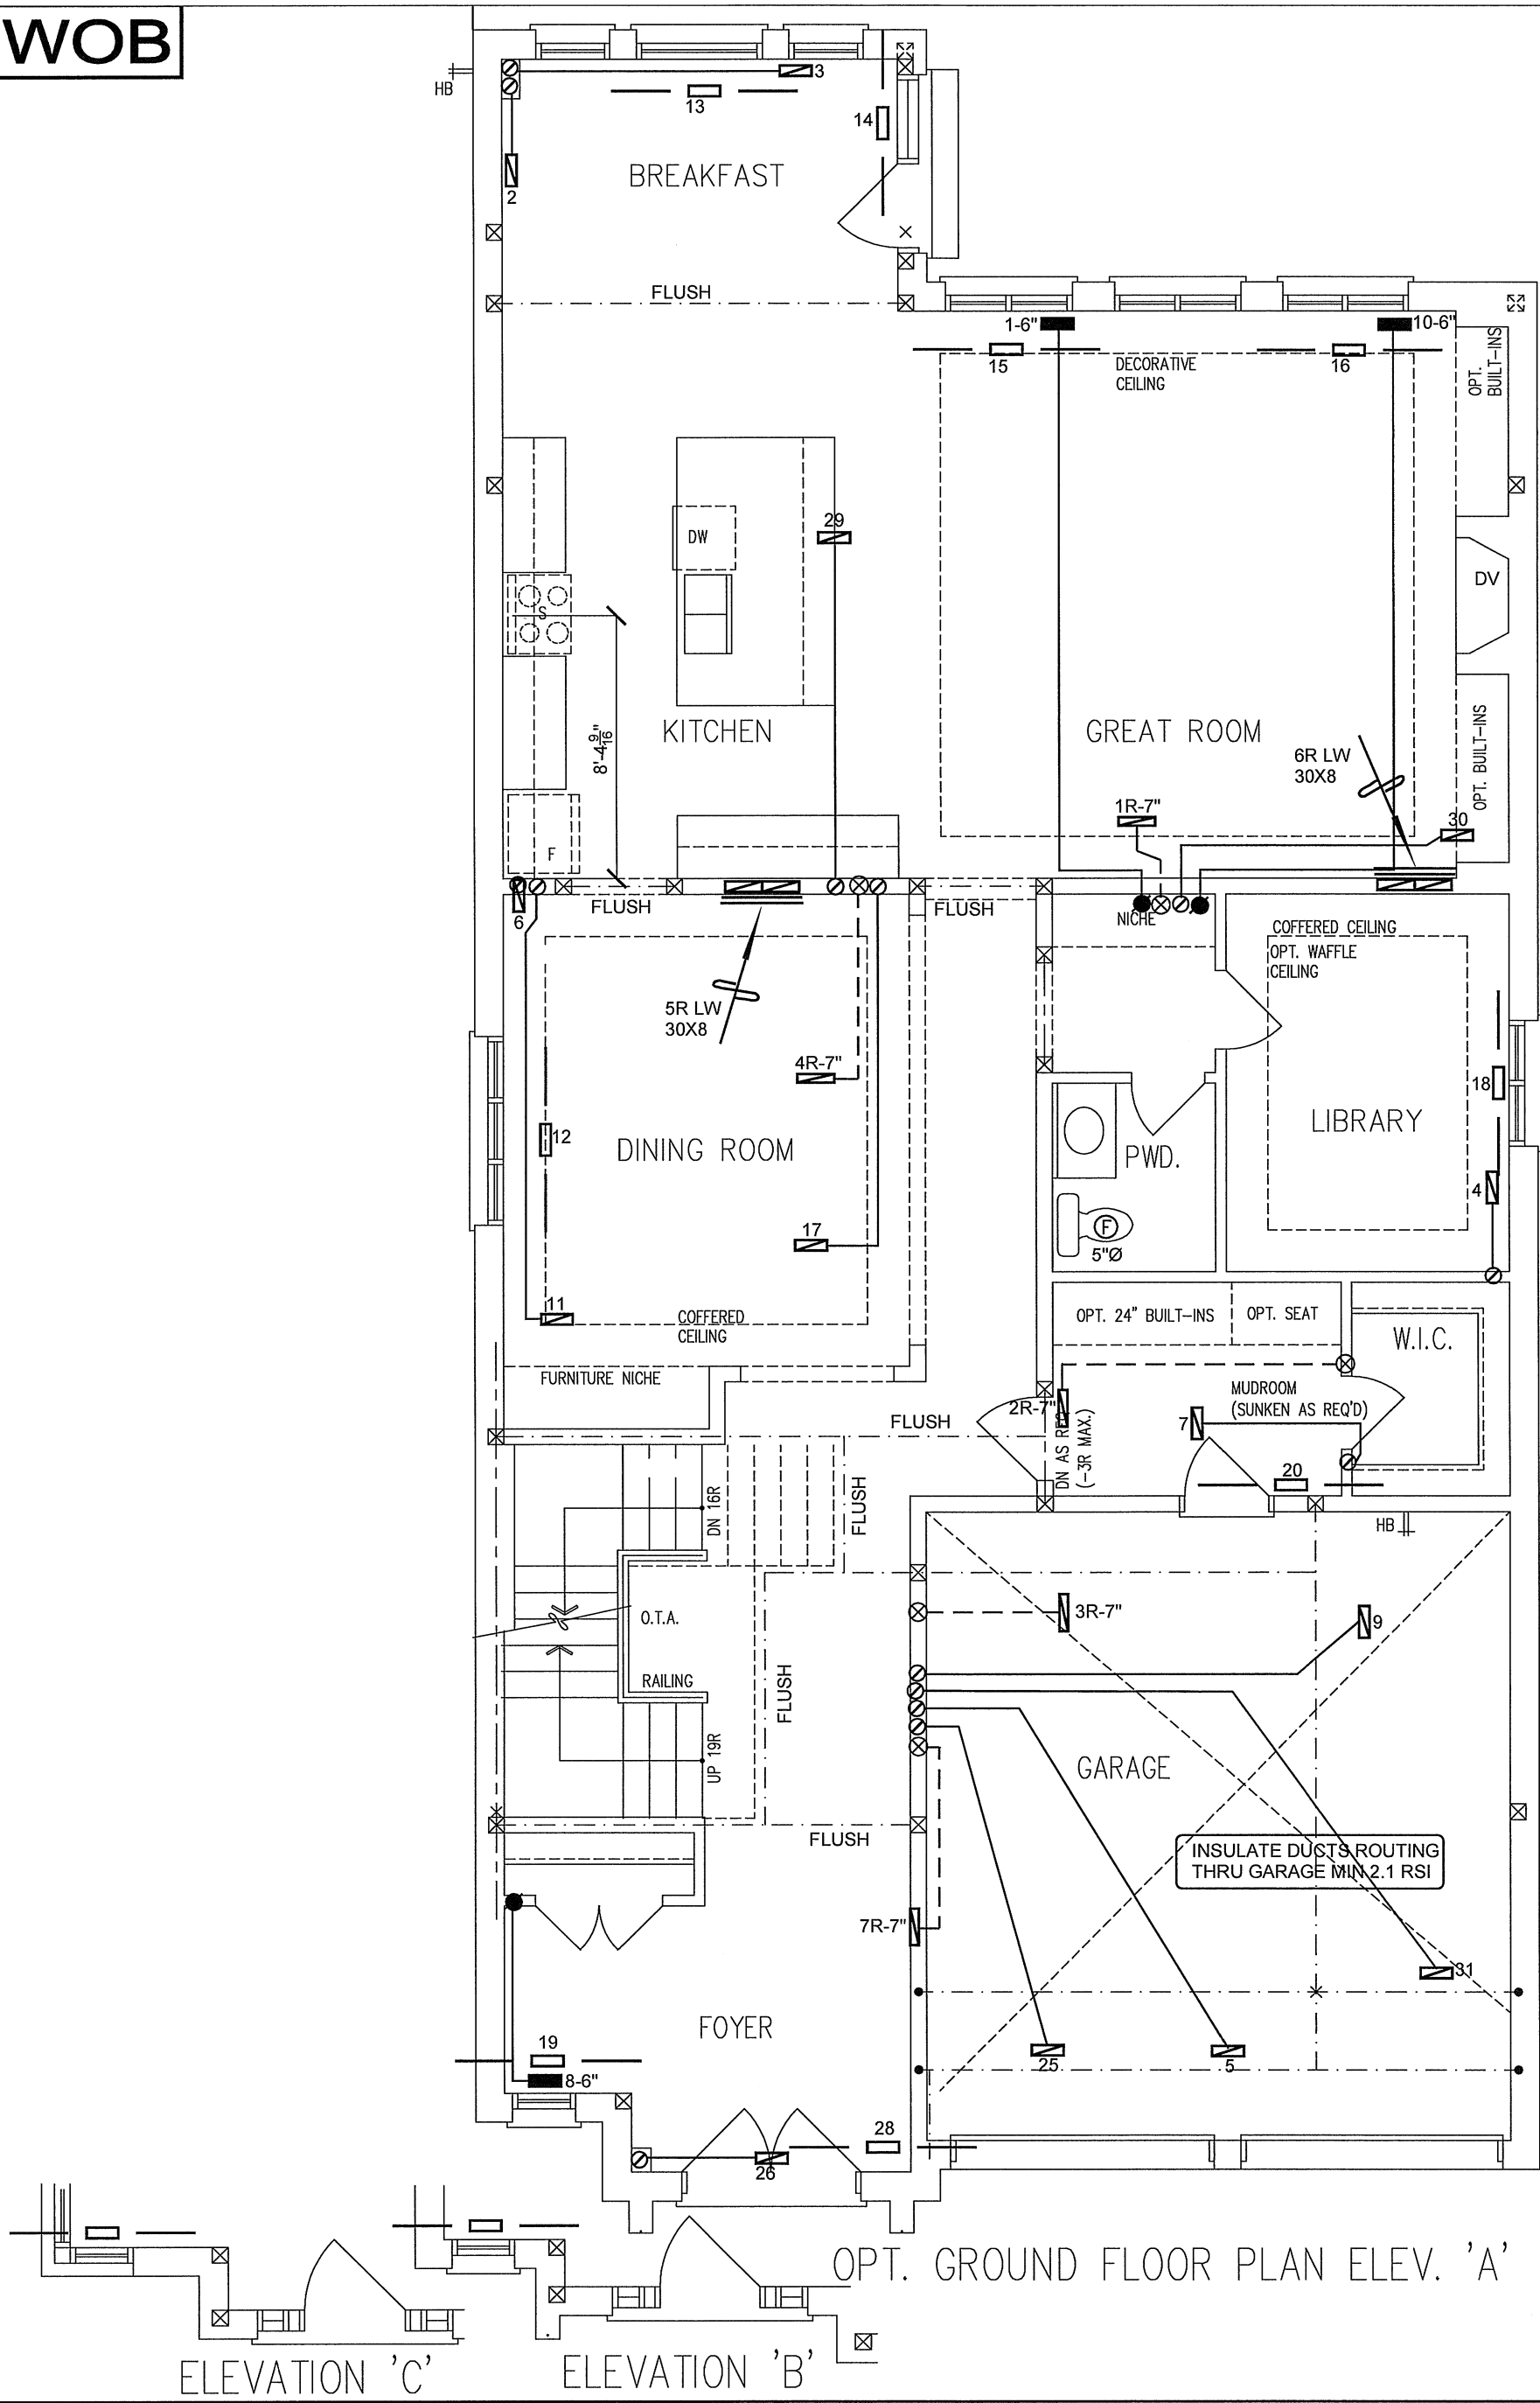 WOB
HB
3
13
14
2
BREAKFAST
FLUSH
1-6"
10-6"
15
16
DECORATIVE
CEILING
OPT.
BUILT-INS
29
DW
DV
S
8'-4 9/16"
KITCHEN
GREAT ROOM
6R LW
30X8
OPT. BUILT-INS
1R-7"
30
F
6
FLUSH
FLUSH
NICHE
COFFERED CEILING
OPT. WAFFLE
CEILING
5R LW
30X8
4R-7"
18
12
DINING ROOM
LIBRARY
PWD.
4
17
F
5"Ø
11
COFFERED
CEILING
OPT. 24" BUILT-INS
OPT. SEAT
W.I.C.
FURNITURE NICHE
MUDROOM
(SUNKEN AS REQ'D)
2R-7"
7
FLUSH
DN AS REQ
(-3R MAX.)
20
DN 16R
FLUSH
HB
O.T.A.
3R-7"
9
RAILING
FLUSH
UP 19R
GARAGE
FLUSH
INSULATE DUCTS ROUTING
THRU GARAGE MIN 2.1 RSI
7R-7"
31
FOYER
19
25
5
8-6"
28
26
OPT. GROUND FLOOR PLAN ELEV. 'A'
ELEVATION 'C'
ELEVATION 'B'